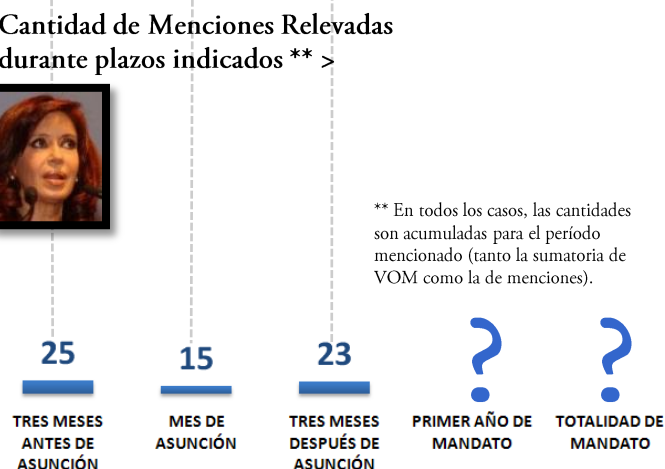 Cantidad de Menciones Relevadas
durante plazos indicados ** >
** En todos los casos, las cantidades
son acumuladas para el período
mencionado (tanto la sumatoria de
VOM como la de menciones).
25
15
23
?
?
TRES MESES
ANTES DE
ASUNCIÓN
MES DE
ASUNCIÓN
TRES MESES
DESPUÉS DE
ASUNCIÓN
PRIMER AÑO DE
MANDATO
TOTALIDAD DE
MANDATO